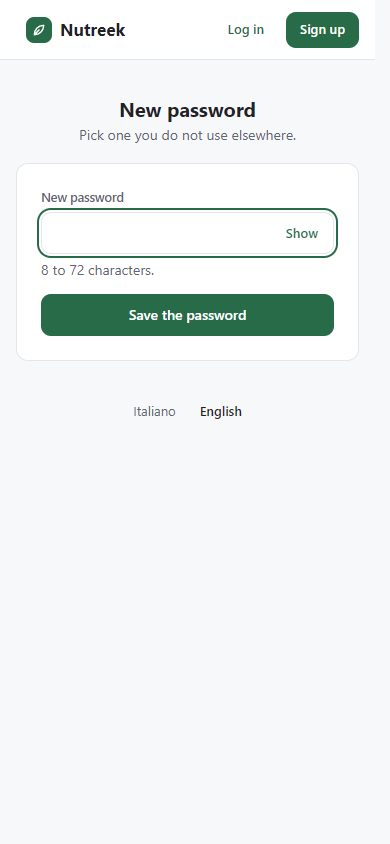 Nutreek
Log in
Sign up
New password
Pick one you do not use elsewhere.
New password
Show
8 to 72 characters.
Save the password
Italiano
English